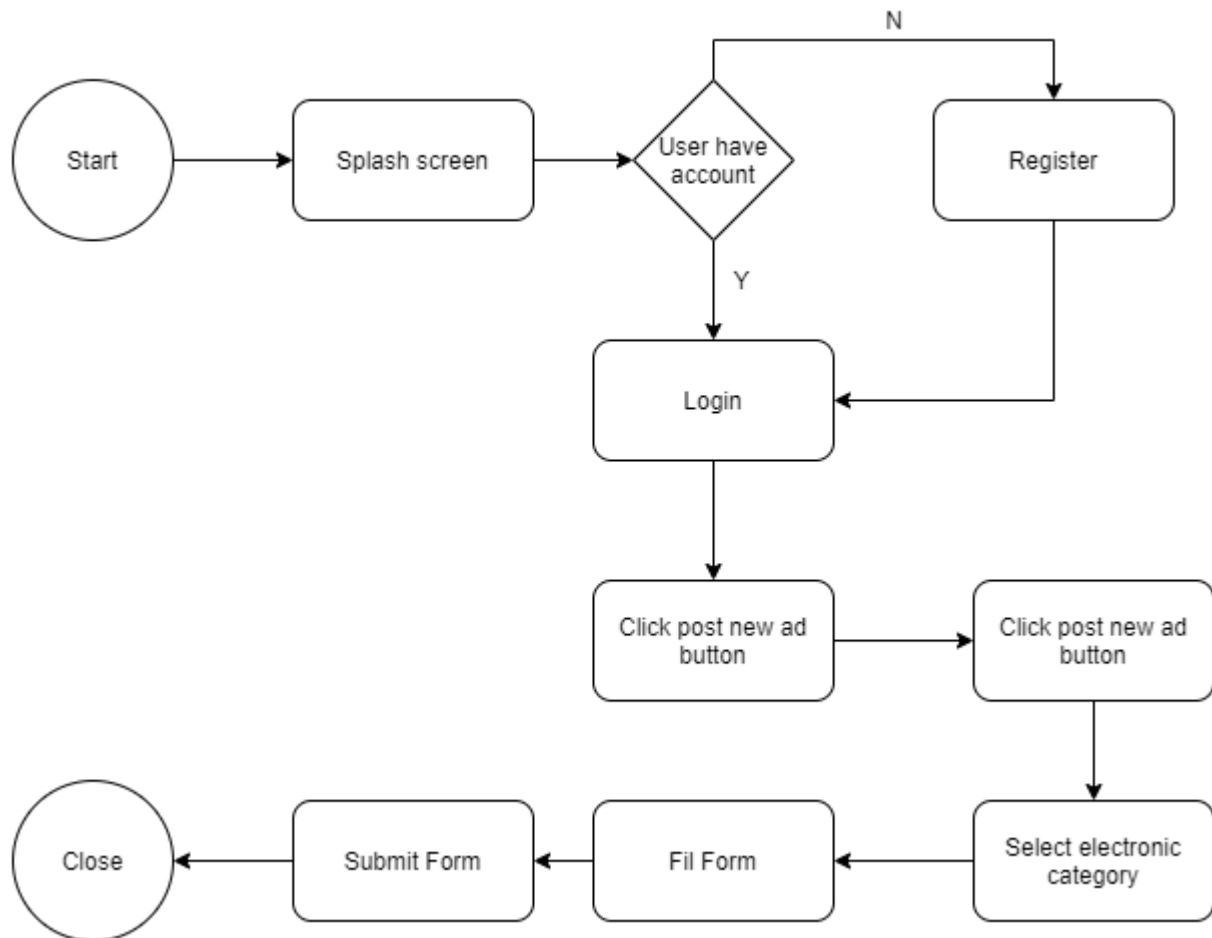 N
Start
Splash screen
User have
account
Register
Y
Login
Click post new ad
button
Click post new ad
button
Close
Submit Form
Fil Form
Select electronic
category